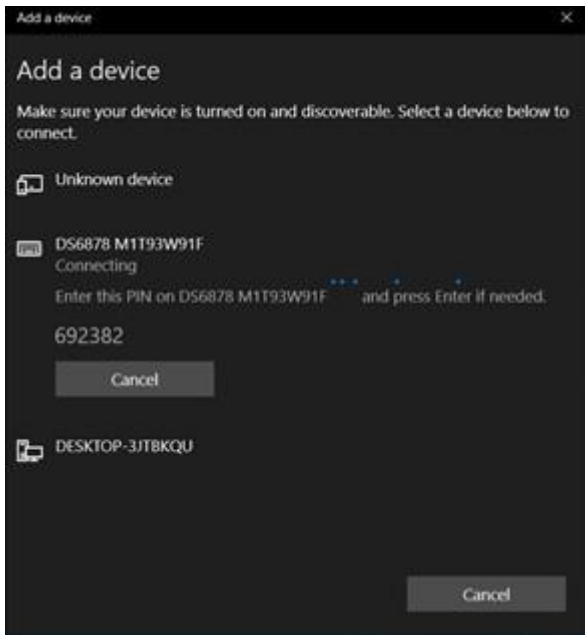 Add a device
Add a device
Make sure your device is turned on and discoverable. Select a device below to
connect.
Unknown device
DS6878 M1T93W91F
Connecting
Enter this PIN on DS6878 M1T93W91F and press Enter if needed.
692382
Cancel
DESKTOP-3JTBKQU
Cancel